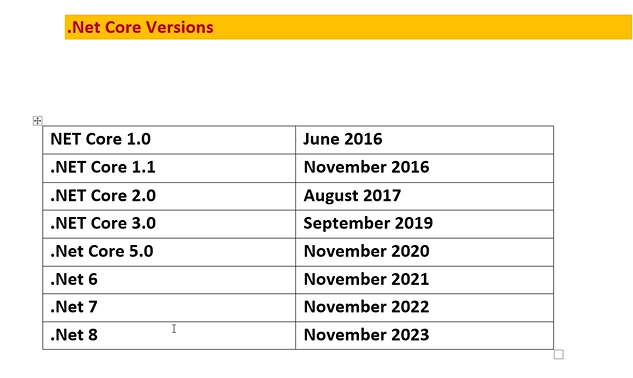 .Net Core Versions
NET Core 1.0 June 2016
.NET Core 1.1 November 2016
.NET Core 2.0 August 2017
.NET Core 3.0 September 2019
.Net Core 5.0 November 2020
.Net 6 November 2021
.Net 7 November 2022
.Net 8 November 2023